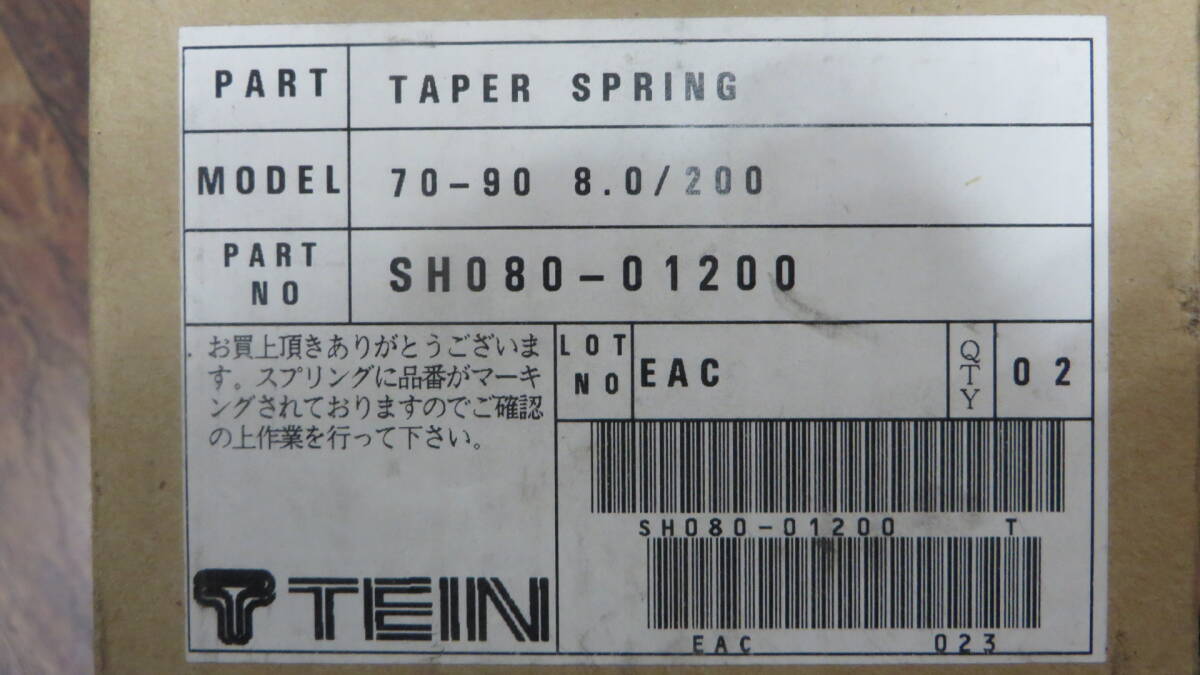 PART TAPER SPRING
MODEL 70-90 8.0/200
PART NO SH080-01200
お買上頂きありがとうございま
す。スプリングに品番がマーキ
ングされておりますのでご確認
の上作業を行って下さい。
LOT NO EAC QTY 02
SH080-01200 T
EAC 023
TEIN